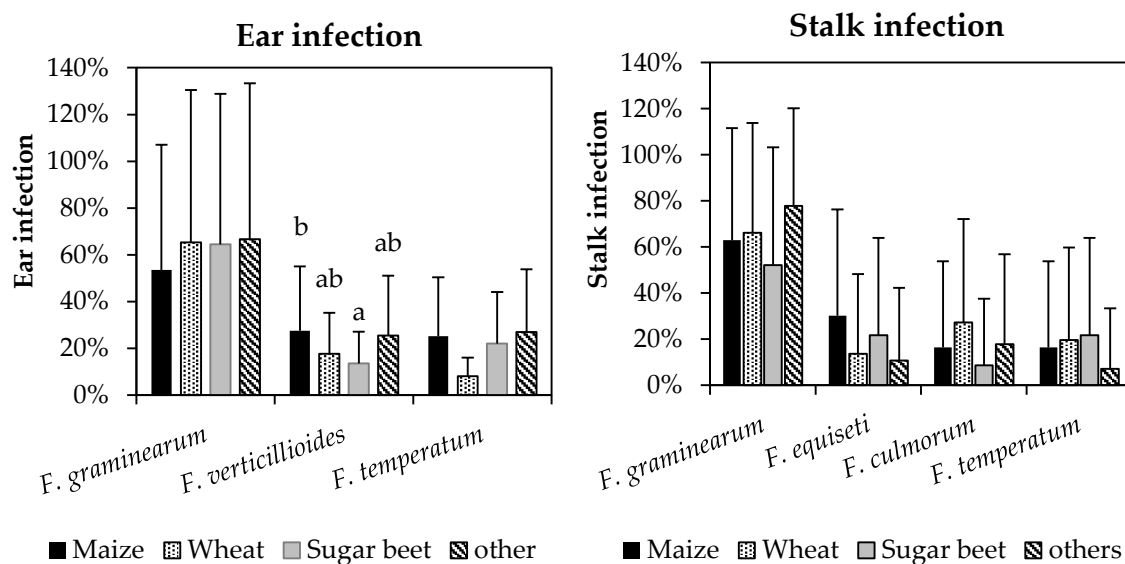 Ear infection
Ear infection
140%
120%
100%
80%
60%
40%
20%
0%
b
ab
a
ab
F. graminearum
F. verticillioides
F. temperatum
Maize Wheat Sugar beet other
Stalk infection
Stalk infection
140%
120%
100%
80%
60%
40%
20%
0%
F. graminearum
F. equiseti
F. culmorum
F. temperatum
Maize Wheat Sugar beet others